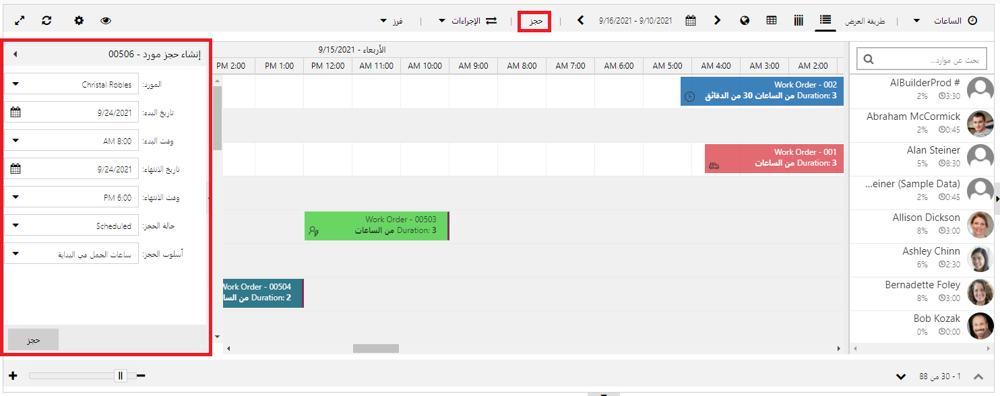 الساعات
طريقة العرض
9/16/2021 - 9/10/2021
حجز
الإجراءات
فرز
بحث عن موارد...
AIBuilderProd #
2% 3:30
Abraham McCormick
2% 0:45
Alan Steiner
5% 8:30
...einer (Sample Data)
2% 0:45
Allison Dickson
8% 3:00
Ashley Chinn
6% 2:30
Bernadette Foley
8% 3:00
Bob Kozak
0% 0:00
1 - 30 من 88
الأربعاء - 9/15/2021
PM 2:00 PM 1:00 PM 12:00 AM 11:00 AM 10:00 AM 9:00 AM 8:00 AM 7:00 AM 6:00 AM 5:00 AM 4:00 AM 3:00 AM 2:00
Work Order - 002
Duration: 3 من الساعات 30 من الدقائق
Work Order - 001
Duration: 3 من الساعات
Work Order - 00503
Duration: 3 من الساعات
Work Order - 00504
Duration: 2 من السا
إنشاء حجز مورد - 00506
المورد: Christal Robles
تاريخ البدء: 9/24/2021
وقت البدء: AM 8:00
تاريخ الانتهاء: 9/24/2021
وقت الانتهاء: PM 6:00
حالة الحجز: Scheduled
أسلوب الحجز: ساعات الحمل في البداية
حجز